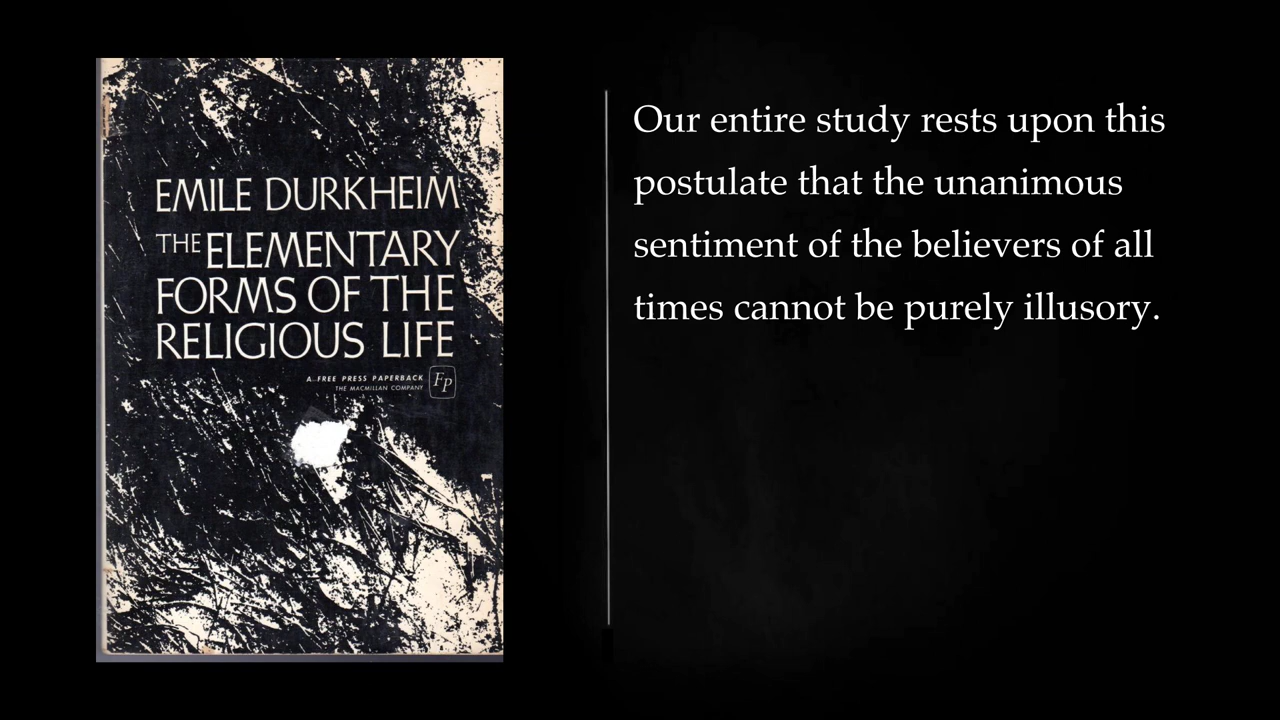 EMILE DURKHEIM
THE ELEMENTARY
FORMS OF THE
RELIGIOUS LIFE
A FREE PRESS PAPERBACK
THE MACMILLAN COMPANY
FP
Our entire study rests upon this
postulate that the unanimous
sentiment of the believers of all
times cannot be purely illusory.